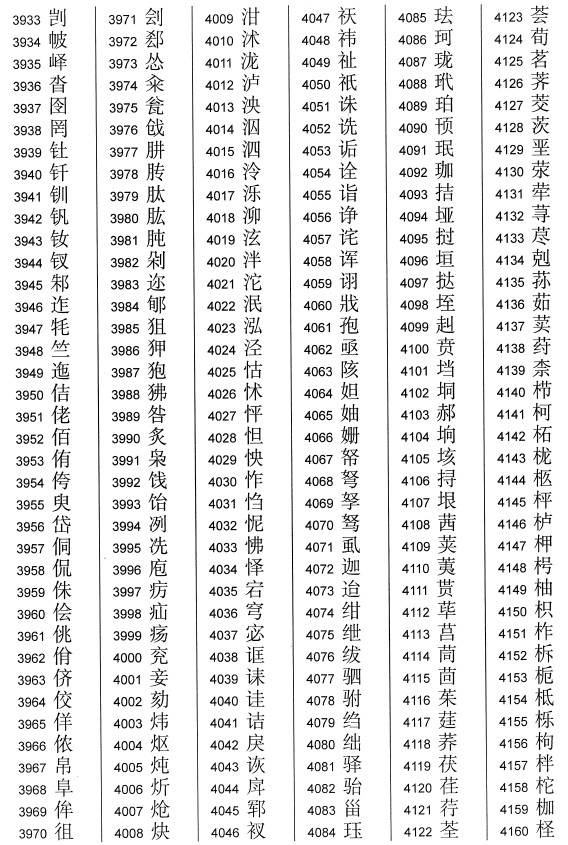 3933 剀
3934 帔
3935 峄
3936 沓
3937 囹
3938 罔
3939 钍
3940 钎
3941 钏
3942 钒
3943 钕
3944 钗
3945 邾
3946 迮
3947 牦
3948 竺
3949 迤
3950 佶
3951 佬
3952 佰
3953 侑
3954 侉
3955 臾
3956 岱
3957 侗
3958 侃
3959 侏
3960 侩
3961 佻
3962 佾
3963 侪
3964 佼
3965 佯
3966 侬
3967 帛
3968 阜
3969 侔
3970 徂
3971 刽
3972 郄
3973 怂
3974 籴
3975 瓮
3976 戗
3977 肼
3978 䏝
3979 肽
3980 肱
3981 肫
3982 剁
3983 迩
3984 郇
3985 狙
3986 狎
3987 狍
3988 狒
3989 咎
3990 炙
3991 枭
3992 饯
3993 饴
3994 冽
3995 冼
3996 庖
3997 疠
3998 疝
3999 疡
4000 兖
4001 妾
4002 劾
4003 炜
4004 𬉼
4005 炖
4006 炘
4007 炝
4008 炔
4009 泔
4010 沭
4011 泷
4012 泸
4013 泱
4014 泅
4015 泗
4016 泠
4017 泺
4018 泖
4019 泫
4020 泮
4021 沱
4022 泯
4023 泓
4024 泾
4025 怙
4026 怵
4027 怦
4028 怛
4029 怏
4030 怍
4031 㤘
4032 怩
4033 怫
4034 怿
4035 宕
4036 穹
4037 宓
4038 诓
4039 诔
4040 诖
4041 诘
4042 戾
4043 诙
4044 戽
4045 郓
4046 衩
4047 祆
4048 祎
4049 祉
4050 祇
4051 诛
4052 诜
4053 诟
4054 诠
4055 诣
4056 诤
4057 诧
4058 诨
4059 诩
4060 戕
4061 孢
4062 亟
4063 陔
4064 妲
4065 妯
4066 姗
4067 帑
4068 弩
4069 孥
4070 驽
4071 虱
4072 迦
4073 迨
4074 绀
4075 绁
4076 绂
4077 驷
4078 驸
4079 绉
4080 绌
4081 驿
4082 骀
4083 甾
4084 珏
4085 珐
4086 珂
4087 珑
4088 玳
4089 珀
4090 顸
4091 珉
4092 珈
4093 拮
4094 垭
4095 挝
4096 垣
4097 挞
4098 垤
4099 赳
4100 贲
4101 垱
4102 垌
4103 郝
4104 垧
4105 垓
4106 挦
4107 垠
4108 茜
4109 荚
4110 荑
4111 贳
4112 荜
4113 莒
4114 茼
4115 茴
4116 茱
4117 莛
4118 荞
4119 茯
4120 荏
4121 荇
4122 荃
4123 荟
4124 荀
4125 茗
4126 荠
4127 茭
4128 茨
4129 垩
4130 荥
4131 荦
4132 荨
4133 荩
4134 剋
4135 荪
4136 茹
4137 荬
4138 荮
4139 柰
4140 栉
4141 柯
4142 柘
4143 栊
4144 柩
4145 枰
4146 栌
4147 柙
4148 枵
4149 柚
4150 枳
4151 柞
4152 柝
4153 栀
4154 柢
4155 栎
4156 枸
4157 柈
4158 柁
4159 枷
4160 柽